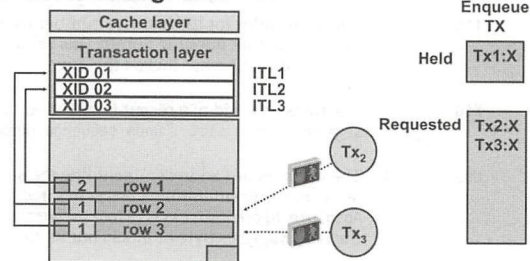 Enqueue
TX
Cache layer
Transaction layer
XID 01 ITL1
XID 02 ITL2
XID 03 ITL3
Held Tx1:X
Requested Tx2:X
Tx3:X
Tx2
2 row 1
1 row 2
1 row 3
Tx3